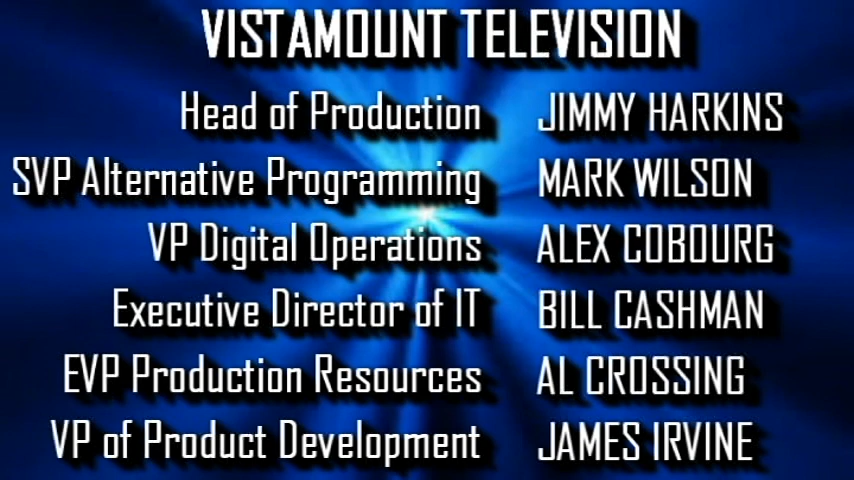 VISTAMOUNT TELEVISION
Head of Production JIMMY HARKINS
SVP Alternative Programming MARK WILSON
VP Digital Operations ALEX COBOURG
Executive Director of IT BILL CASHMAN
EVP Production Resources AL CROSSING
VP of Product Development JAMES IRVINE